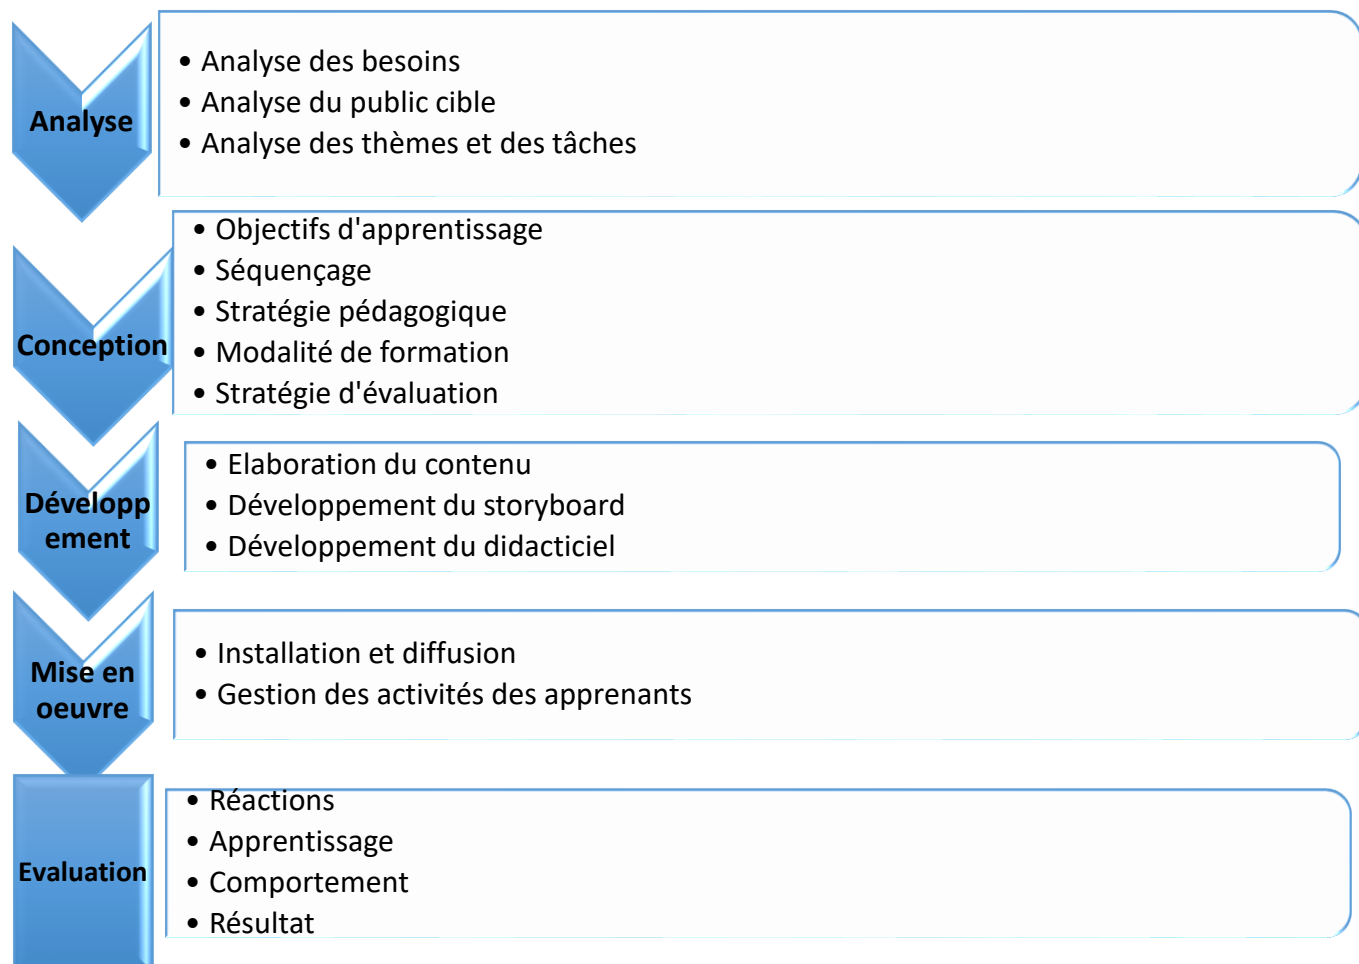 Analyse
• Analyse des besoins
• Analyse du public cible
• Analyse des thèmes et des tâches
Conception
• Objectifs d'apprentissage
• Séquençage
• Stratégie pédagogique
• Modalité de formation
• Stratégie d'évaluation
Développ
ement
• Elaboration du contenu
• Développement du storyboard
• Développement du didacticiel
Mise en
oeuvre
• Installation et diffusion
• Gestion des activités des apprenants
Evaluation
• Réactions
• Apprentissage
• Comportement
• Résultat